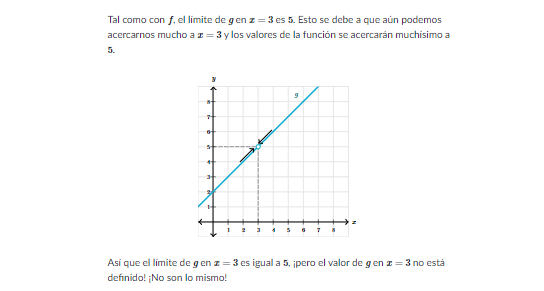 Tal como con f, el límite de g en x = 3 es 5. Esto se debe a que aún podemos
acercarnos mucho a x = 3 y los valores de la función se acercarán muchísimo a
5.
y
g
8
7
6
5
4
3
2
1
1 2 3 4 5 6 7 8
x
Así que el límite de g en x = 3 es igual a 5, ¡pero el valor de g en x = 3 no está
definido! ¡No son lo mismo!